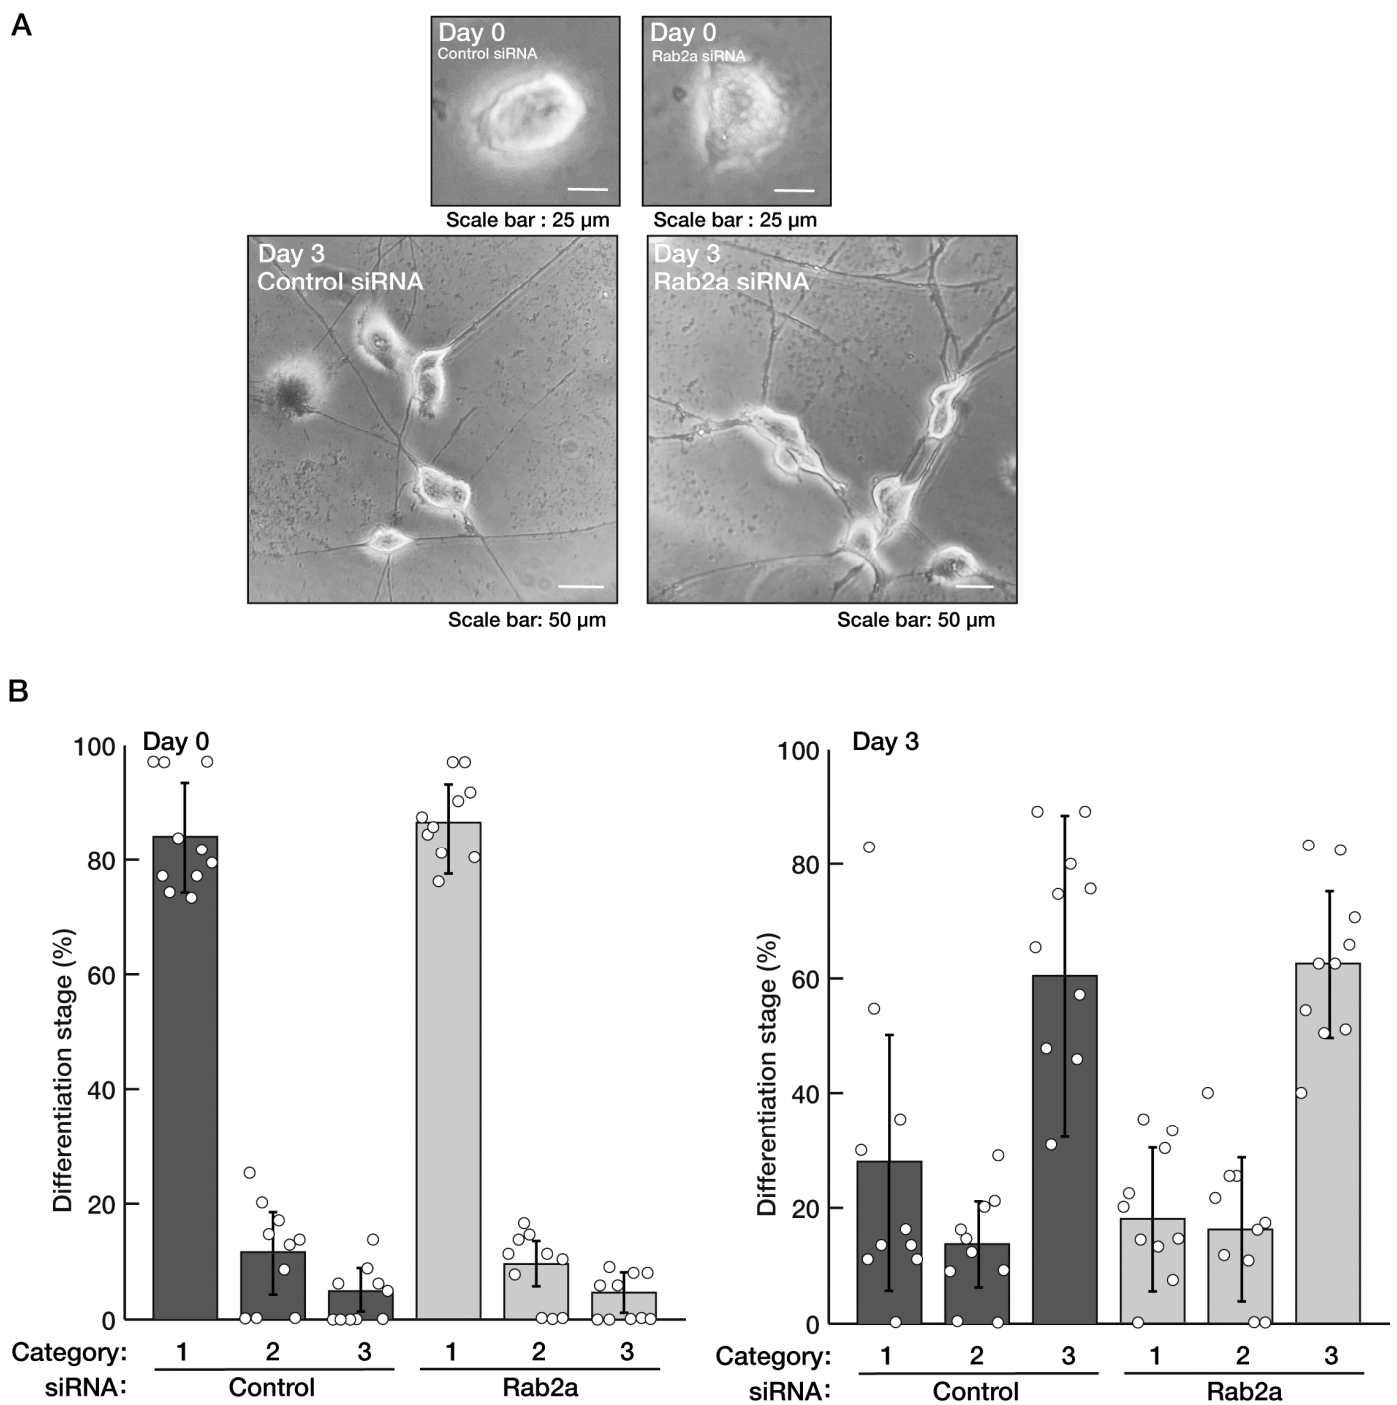 A
Day 0
Control siRNA
Day 0
Rab2a siRNA
Scale bar : 25 µm
Scale bar : 25 µm
Day 3
Control siRNA
Day 3
Rab2a siRNA
Scale bar: 50 µm
Scale bar: 50 µm
B
Day 0
Differentiation stage (%)
100
80
60
40
20
0
Category: 1 2 3 1 2 3
siRNA: Control Rab2a
Day 3
Differentiation stage (%)
100
80
60
40
20
0
Category: 1 2 3 1 2 3
siRNA: Control Rab2a